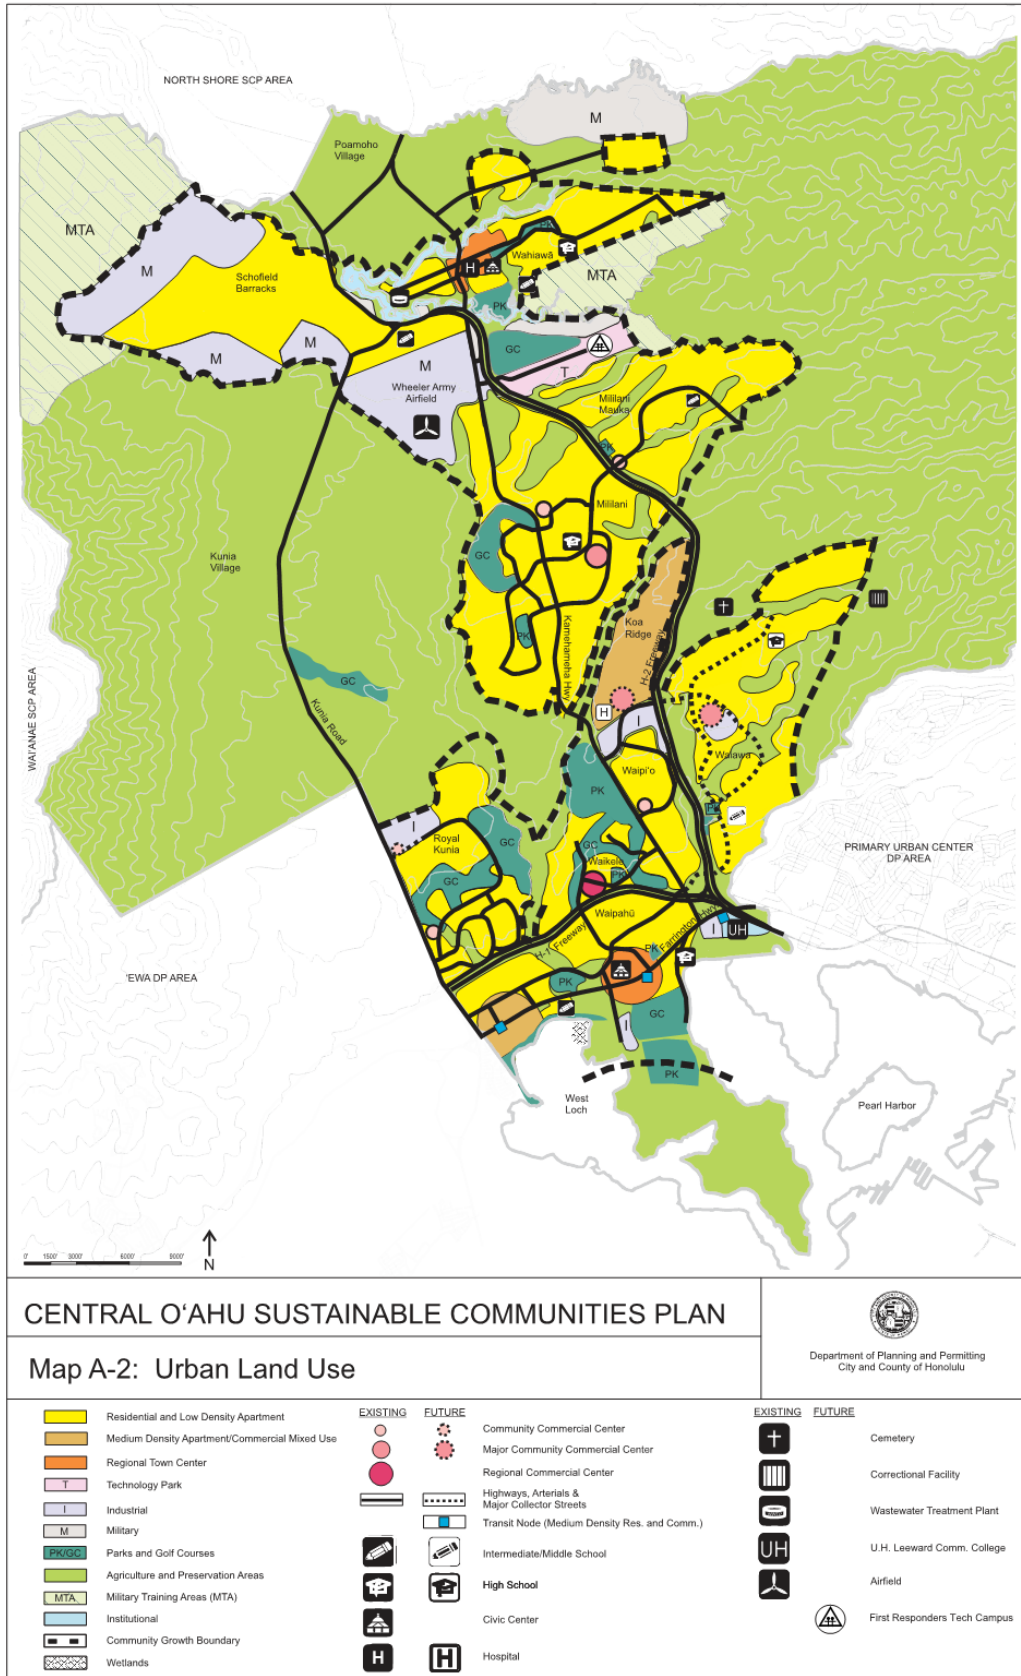 NORTH SHORE SCP AREA
M
Poamoho
Village
MTA
PK
Wahiawā
H
M
Schofield
Barracks
MTA
PK
M
M
M
GC
T
Wheeler Army
Airfield
Mililani
Mauka
PK
Mililani
GC
Kunia
Village
Koa
Ridge
PK
Kamehameha Hwy
H-2 Freeway
GC
WAI'ANAE SCP AREA
Kunia Road
H
I
Waiawa
Waipi'o
PK
PK
I
Royal
Kunia
GC
GC
GC
Waikele
PK
PRIMARY URBAN CENTER
DP AREA
Waipahū
H-1 Freeway
Farrington Hwy
I
UH
PK
'EWA DP AREA
PK
GC
I
PK
West
Loch
Pearl Harbor
0' 1500' 3000' 6000' 9000'
N
CENTRAL O'AHU SUSTAINABLE COMMUNITIES PLAN
Map A-2: Urban Land Use
Department of Planning and Permitting
City and County of Honolulu
Residential and Low Density Apartment
Medium Density Apartment/Commercial Mixed Use
Regional Town Center
T Technology Park
I Industrial
M Military
PK/GC Parks and Golf Courses
Agriculture and Preservation Areas
MTA Military Training Areas (MTA)
Institutional
Community Growth Boundary
Wetlands
EXISTING FUTURE
Community Commercial Center
Major Community Commercial Center
Regional Commercial Center
Highways, Arterials &
Major Collector Streets
Transit Node (Medium Density Res. and Comm.)
Intermediate/Middle School
High School
Civic Center
H H Hospital
EXISTING FUTURE
Cemetery
Correctional Facility
Wastewater Treatment Plant
UH U.H. Leeward Comm. College
Airfield
First Responders Tech Campus